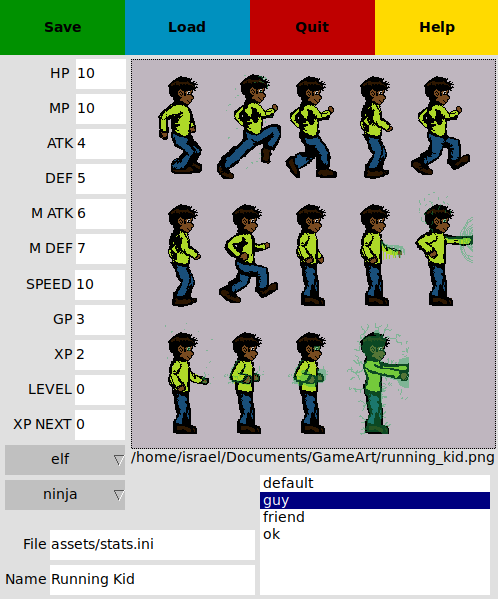 Save Load Quit Help
HP 10
MP 10
ATK 4
DEF 5
M ATK 6
M DEF 7
SPEED 10
GP 3
XP 2
LEVEL 0
XP NEXT 0
elf
/home/israel/Documents/GameArt/running_kid.png
ninja
default
guy
friend
ok
File assets/stats.ini
Name Running Kid